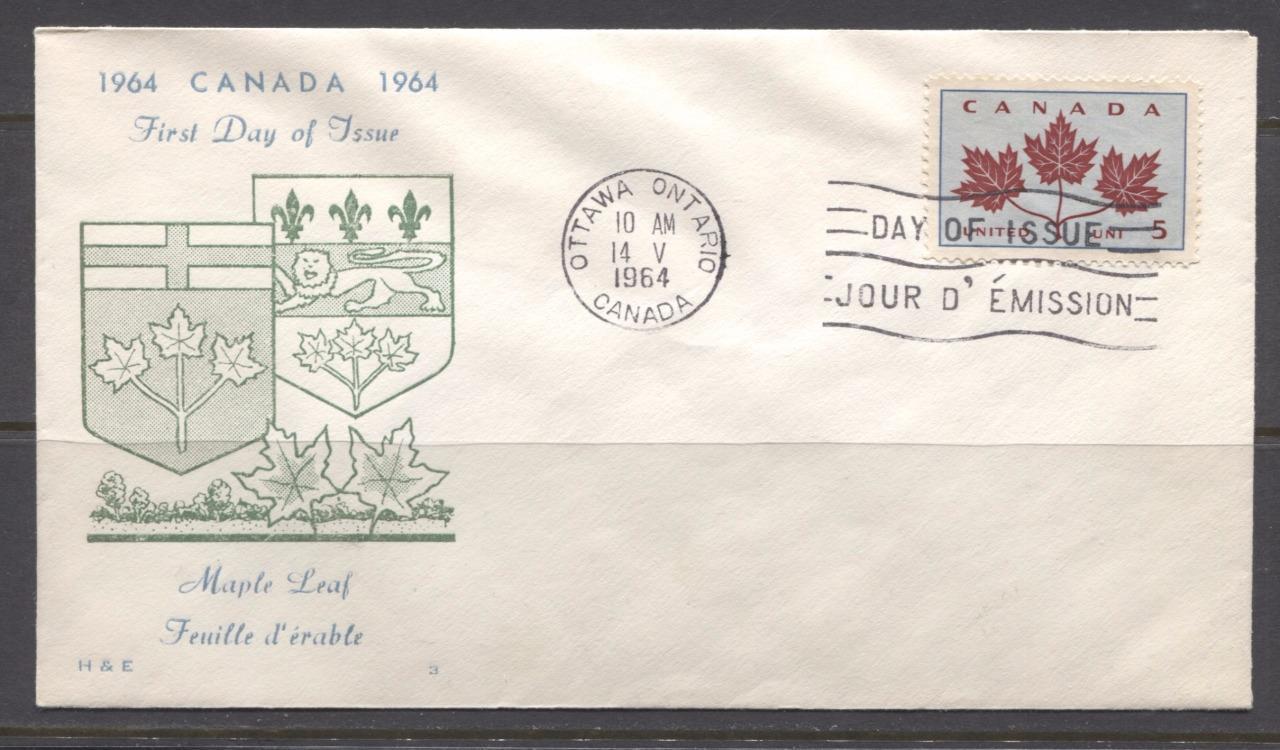 1964 CANADA 1964
First Day of Issue
OTTAWA ONTARIO
10 AM
14 V
1964
CANADA
CANADA
UNITED UNI 5
DAY OF ISSUE
JOUR D' ÉMISSION
Maple Leaf
Feuille d'érable
H & E 3